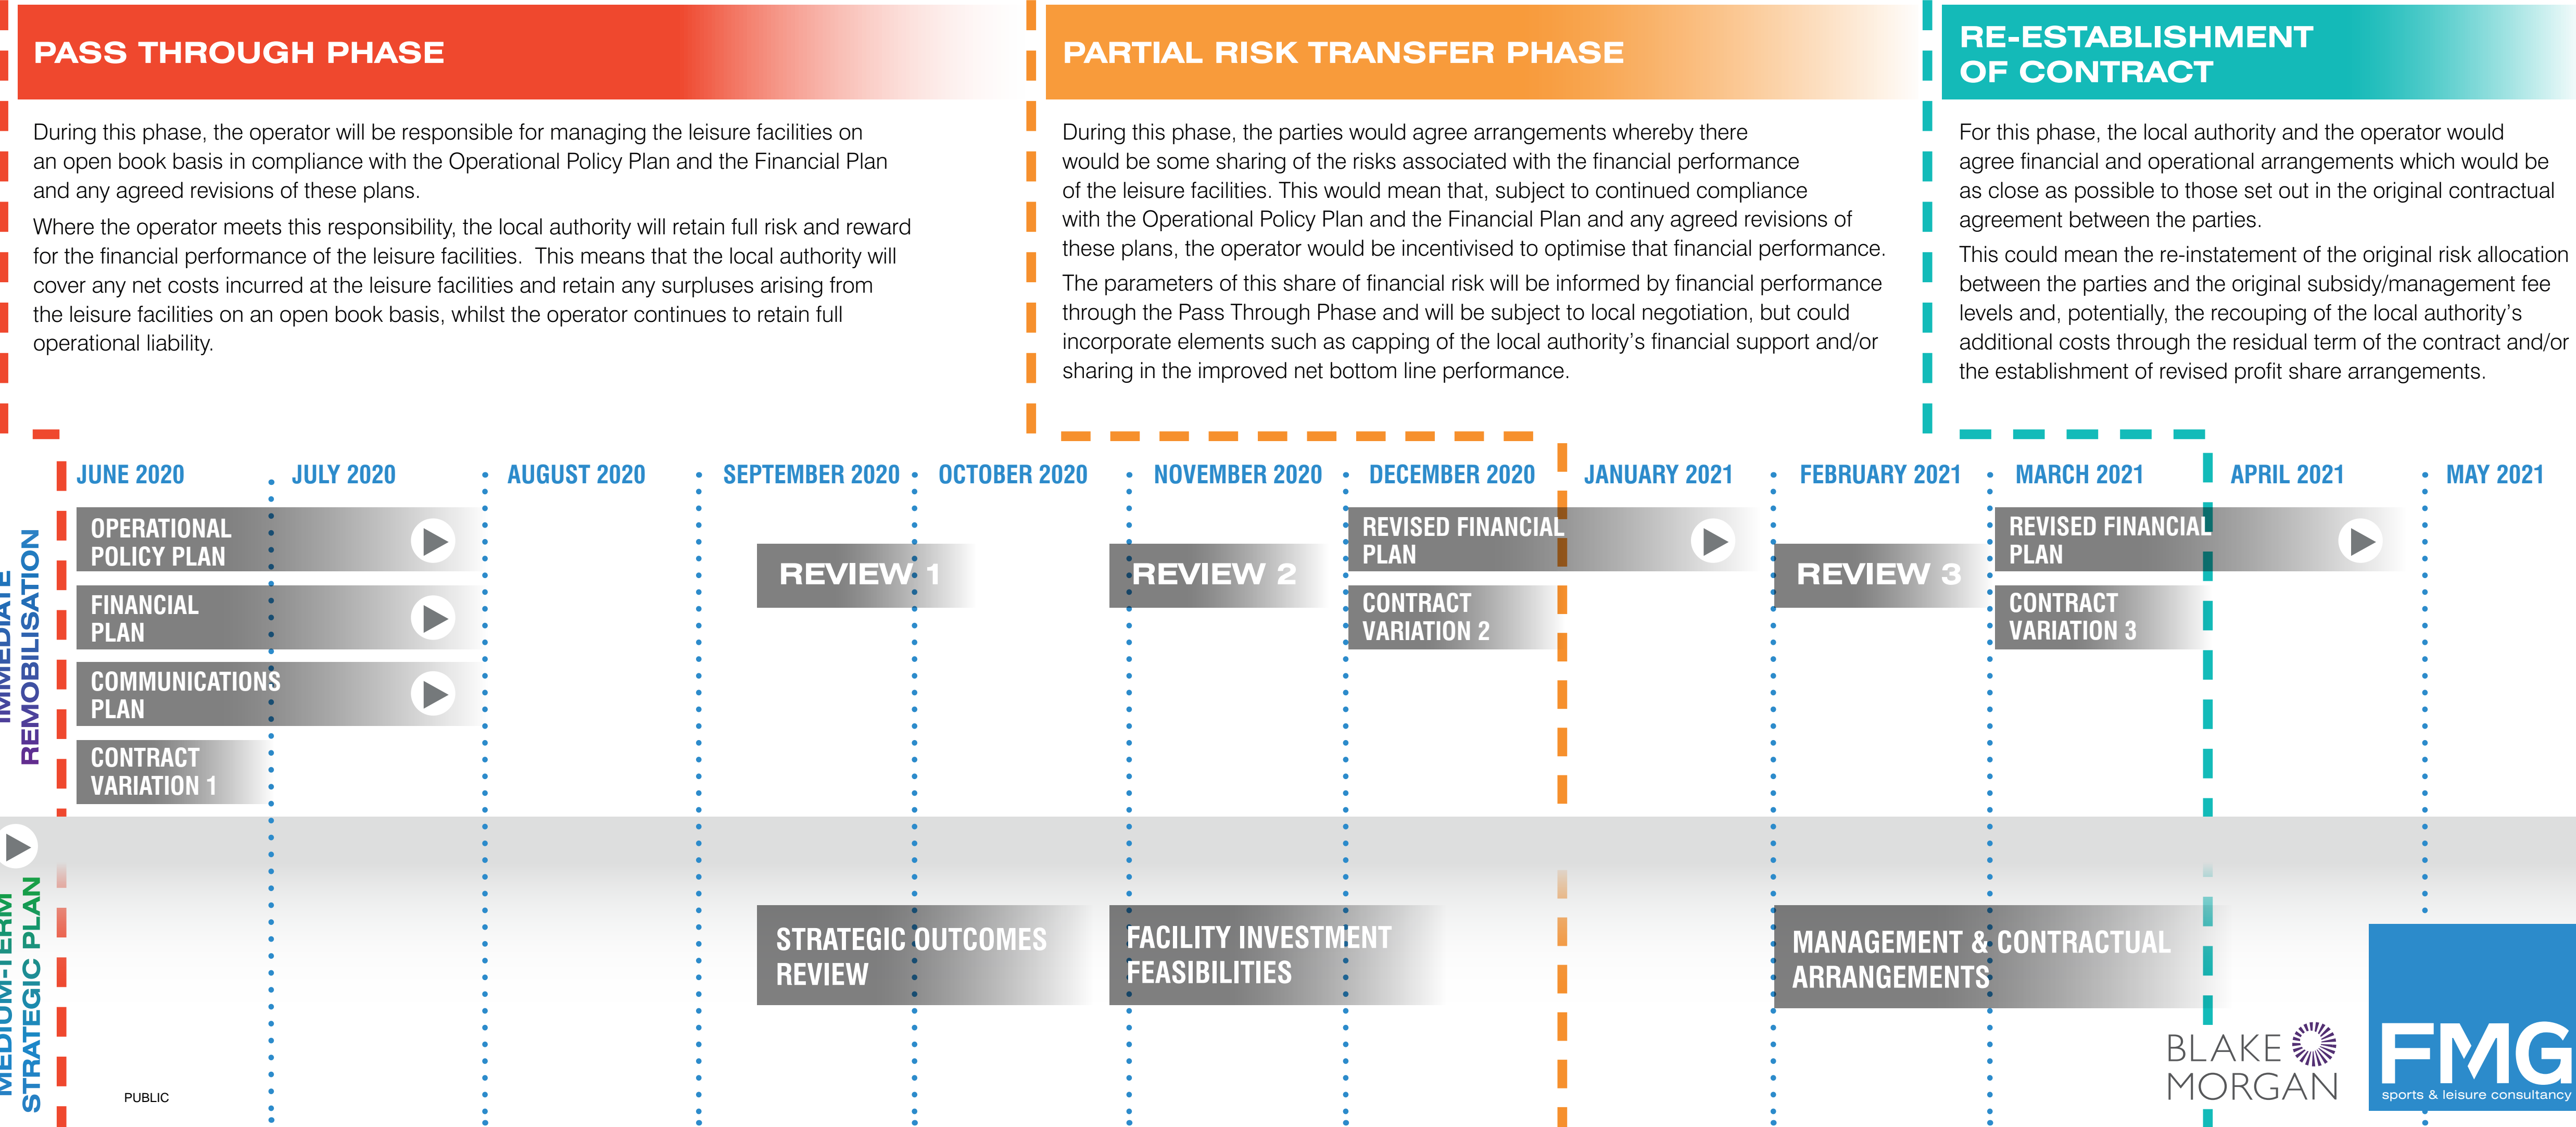 PASS THROUGH PHASE
During this phase, the operator will be responsible for managing the leisure facilities on
an open book basis in compliance with the Operational Policy Plan and the Financial Plan
and any agreed revisions of these plans.
Where the operator meets this responsibility, the local authority will retain full risk and reward
for the financial performance of the leisure facilities.  This means that the local authority will
cover any net costs incurred at the leisure facilities and retain any surpluses arising from
the leisure facilities on an open book basis, whilst the operator continues to retain full
operational liability.
PARTIAL RISK TRANSFER PHASE
During this phase, the parties would agree arrangements whereby there
would be some sharing of the risks associated with the financial performance
of the leisure facilities. This would mean that, subject to continued compliance
with the Operational Policy Plan and the Financial Plan and any agreed revisions of
these plans, the operator would be incentivised to optimise that financial performance.
The parameters of this share of financial risk will be informed by financial performance
through the Pass Through Phase and will be subject to local negotiation, but could
incorporate elements such as capping of the local authority’s financial support and/or
sharing in the improved net bottom line performance.
RE-ESTABLISHMENT
OF CONTRACT
For this phase, the local authority and the operator would
agree financial and operational arrangements which would be
as close as possible to those set out in the original contractual
agreement between the parties.
This could mean the re-instatement of the original risk allocation
between the parties and the original subsidy/management fee
levels and, potentially, the recouping of the local authority’s
additional costs through the residual term of the contract and/or
the establishment of revised profit share arrangements.
JUNE 2020
JULY 2020
AUGUST 2020
SEPTEMBER 2020
OCTOBER 2020
NOVEMBER 2020
DECEMBER 2020
JANUARY 2021
FEBRUARY 2021
MARCH 2021
APRIL 2021
MAY 2021
IMMEDIATE
REMOBILISATION
OPERATIONAL
POLICY PLAN
FINANCIAL
PLAN
COMMUNICATIONS
PLAN
CONTRACT
VARIATION 1
REVIEW 1
REVIEW 2
REVISED FINANCIAL
PLAN
CONTRACT
VARIATION 2
REVIEW 3
REVISED FINANCIAL
PLAN
CONTRACT
VARIATION 3
MEDIUM-TERM
STRATEGIC PLAN
STRATEGIC OUTCOMES
REVIEW
FACILITY INVESTMENT
FEASIBILITIES
MANAGEMENT & CONTRACTUAL
ARRANGEMENTS
PUBLIC
BLAKE
MORGAN
FMG
sports & leisure consultancy